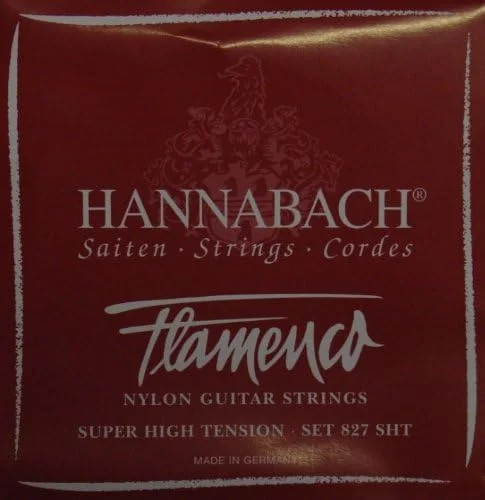 HANNABACH®
Saiten · Strings · Cordes
Flamenco
NYLON GUITAR STRINGS
SUPER HIGH TENSION · SET 827 SHT
MADE IN GERMANY